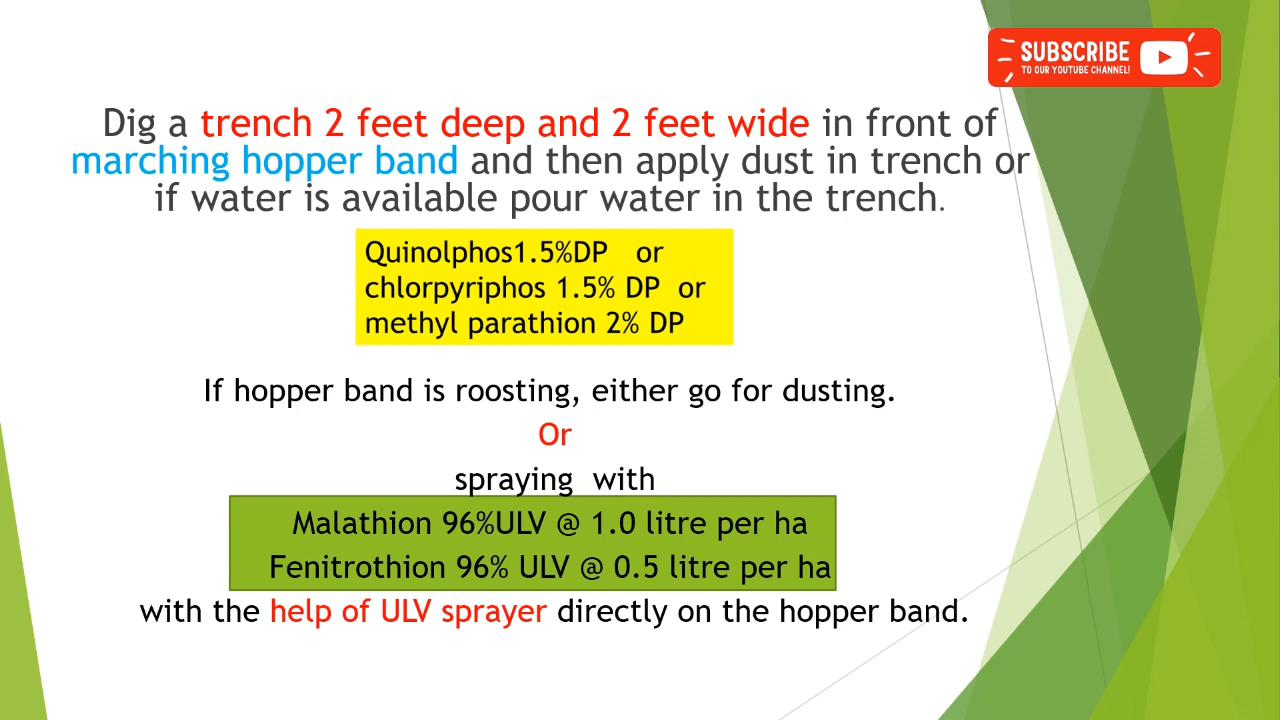 SUBSCRIBE
TO OUR YOUTUBE CHANNEL!
Dig a trench 2 feet deep and 2 feet wide in front of
marching hopper band and then apply dust in trench or
if water is available pour water in the trench.
Quinolphos1.5%DP or
chlorpyriphos 1.5% DP or
methyl parathion 2% DP
If hopper band is roosting, either go for dusting.
Or
spraying with
Malathion 96%ULV @ 1.0 litre per ha
Fenitrothion 96% ULV @ 0.5 litre per ha
with the help of ULV sprayer directly on the hopper band.